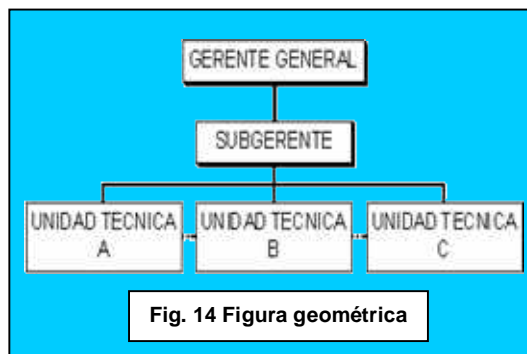 GERENTE GENERAL
SUBGERENTE
UNIDAD TECNICA
A
UNIDAD TECNICA
B
UNIDAD TECNICA
C
Fig. 14 Figura geométrica